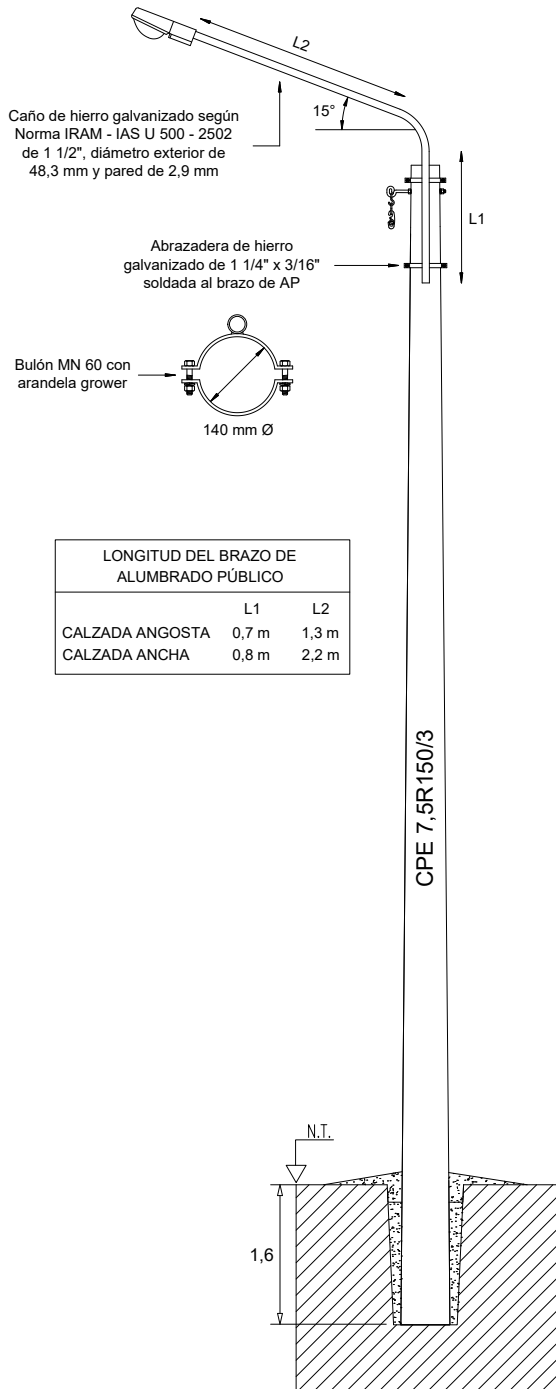 L2
15°
Caño de hierro galvanizado según
Norma IRAM - IAS U 500 - 2502
de 1 1/2", diámetro exterior de
48,3 mm y pared de 2,9 mm
L1
Abrazadera de hierro
galvanizado de 1 1/4" x 3/16"
soldada al brazo de AP
Bulón MN 60 con
arandela grower
140 mm Ø
LONGITUD DEL BRAZO DE
ALUMBRADO PÚBLICO
L1 L2
CALZADA ANGOSTA 0,7 m 1,3 m
CALZADA ANCHA 0,8 m 2,2 m
CPE 7,5R150/3
N.T.
1,6